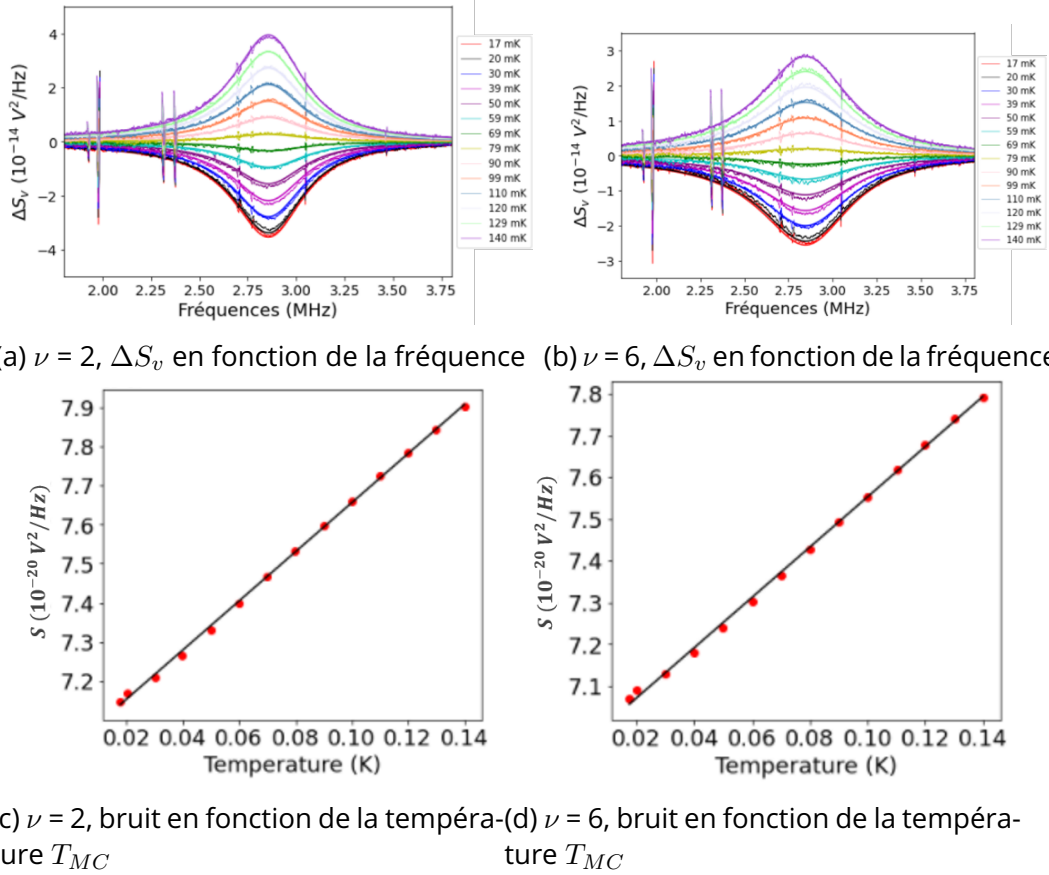 4
2
0
−2
−4
ΔS_v (10⁻¹⁴ V²/Hz)
2.00 2.25 2.50 2.75 3.00 3.25 3.50 3.75
Fréquences (MHz)
17 mK
20 mK
30 mK
39 mK
50 mK
59 mK
69 mK
79 mK
90 mK
99 mK
110 mK
120 mK
129 mK
140 mK
3
2
1
0
−1
−2
−3
ΔS_v (10⁻¹⁴ V²/Hz)
2.00 2.25 2.50 2.75 3.00 3.25 3.50 3.75
Fréquences (MHz)
17 mK
20 mK
30 mK
39 mK
50 mK
59 mK
69 mK
79 mK
90 mK
99 mK
110 mK
120 mK
129 mK
140 mK
(a) ν = 2, ΔS_v en fonction de la fréquence
(b) ν = 6, ΔS_v en fonction de la fréquence
7.9
7.8
7.7
7.6
7.5
7.4
7.3
7.2
S (10⁻²⁰ V²/Hz)
0.02 0.04 0.06 0.08 0.10 0.12 0.14
Temperature (K)
7.8
7.7
7.6
7.5
7.4
7.3
7.2
7.1
S (10⁻²⁰ V²/Hz)
0.02 0.04 0.06 0.08 0.10 0.12 0.14
Temperature (K)
c) ν = 2, bruit en fonction de la tempéra-
ure T_MC
(d) ν = 6, bruit en fonction de la tempéra-
ture T_MC